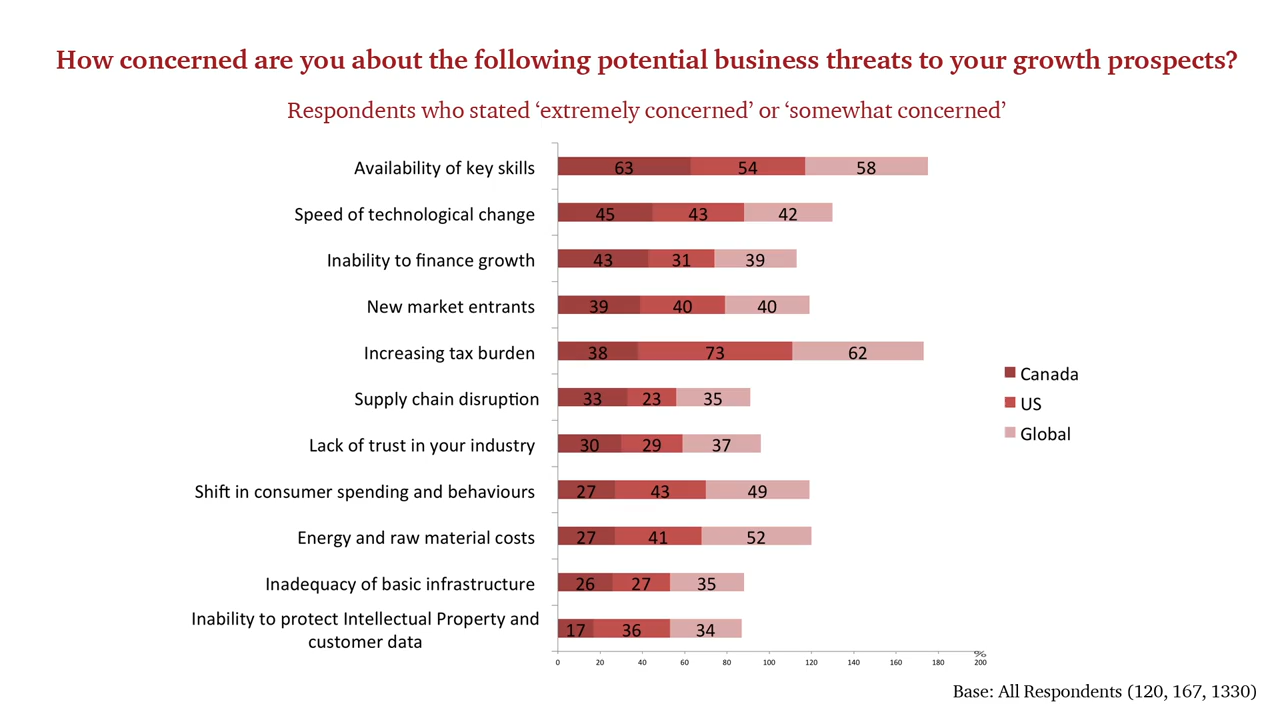 How concerned are you about the following potential business threats to your growth prospects?
Respondents who stated ‘extremely concerned’ or ‘somewhat concerned’
Availability of key skills 63 54 58
Speed of technological change 45 43 42
Inability to finance growth 43 31 39
New market entrants 39 40 40
Increasing tax burden 38 73 62
Supply chain disruption 33 23 35
Lack of trust in your industry 30 29 37
Shift in consumer spending and behaviours 27 43 49
Energy and raw material costs 27 41 52
Inadequacy of basic infrastructure 26 27 35
Inability to protect Intellectual Property and
customer data 17 36 34
Canada
US
Global
%
0 20 40 60 80 100 120 140 160 180 200
Base: All Respondents (120, 167, 1330)